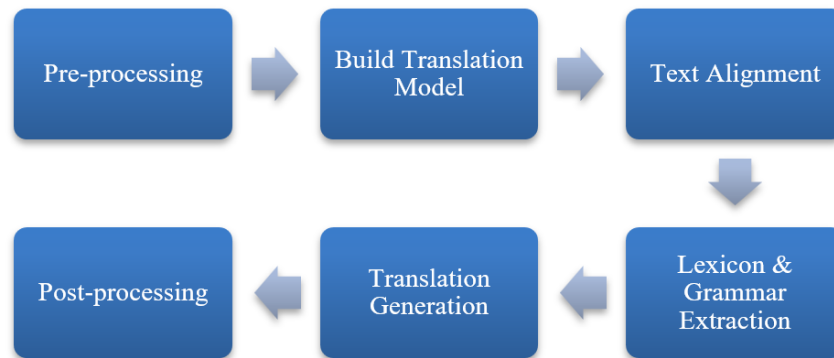 Pre-processing
Build Translation
Model
Text Alignment
Lexicon &
Grammar
Extraction
Translation
Generation
Post-processing